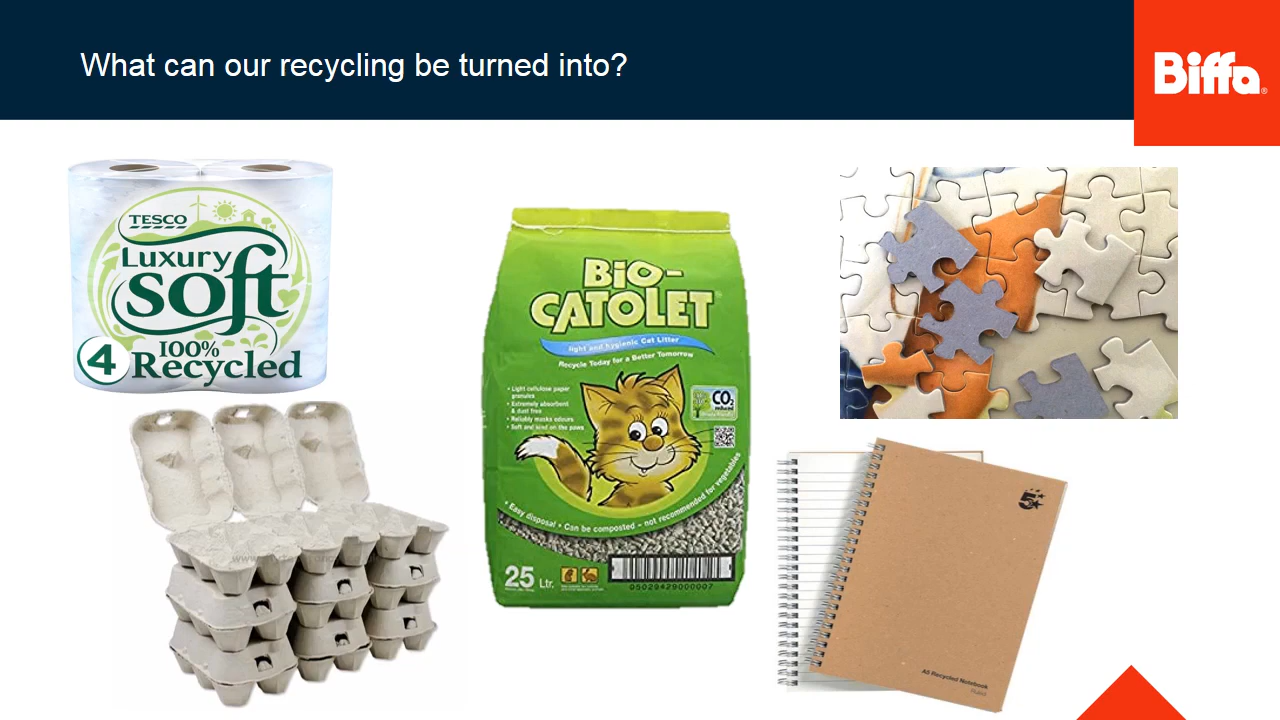 What can our recycling be turned into?
Biffa®
TESCO
Luxury
soft
4
100%
Recycled
BIO-
CATOLET
light and hygienic Cat Litter
Recycle Today for a Better Tomorrow
• Light cellulose paper
granules
• Extremely absorbent
& dust free
• Reliably masks odours
• Soft and kind on the paws
CO2
reduced
• Easy disposal • Can be composted – not recommended for vegetables
25 Ltr.
5
A5 Recycled Notebook
Ruled